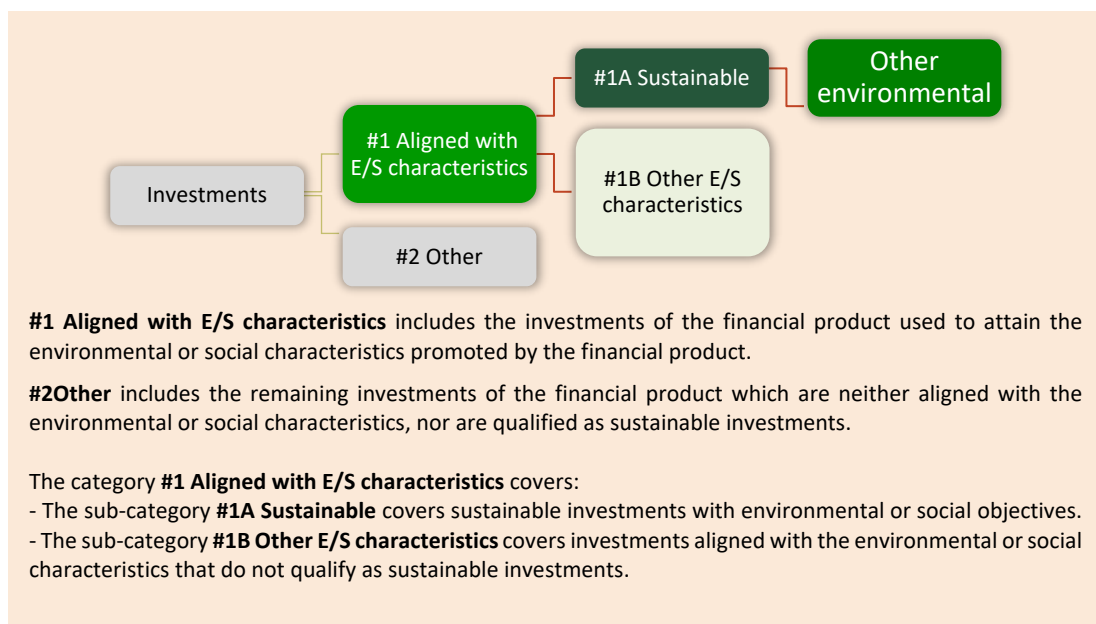 Other
environmental
#1A Sustainable
#1 Aligned with
E/S characteristics
#1B Other E/S
characteristics
Investments
#2 Other
#1 Aligned with E/S characteristics includes the investments of the financial product used to attain the
environmental or social characteristics promoted by the financial product.
#2Other includes the remaining investments of the financial product which are neither aligned with the
environmental or social characteristics, nor are qualified as sustainable investments.
The category #1 Aligned with E/S characteristics covers:
- The sub-category #1A Sustainable covers sustainable investments with environmental or social objectives.
- The sub-category #1B Other E/S characteristics covers investments aligned with the environmental or social
characteristics that do not qualify as sustainable investments.